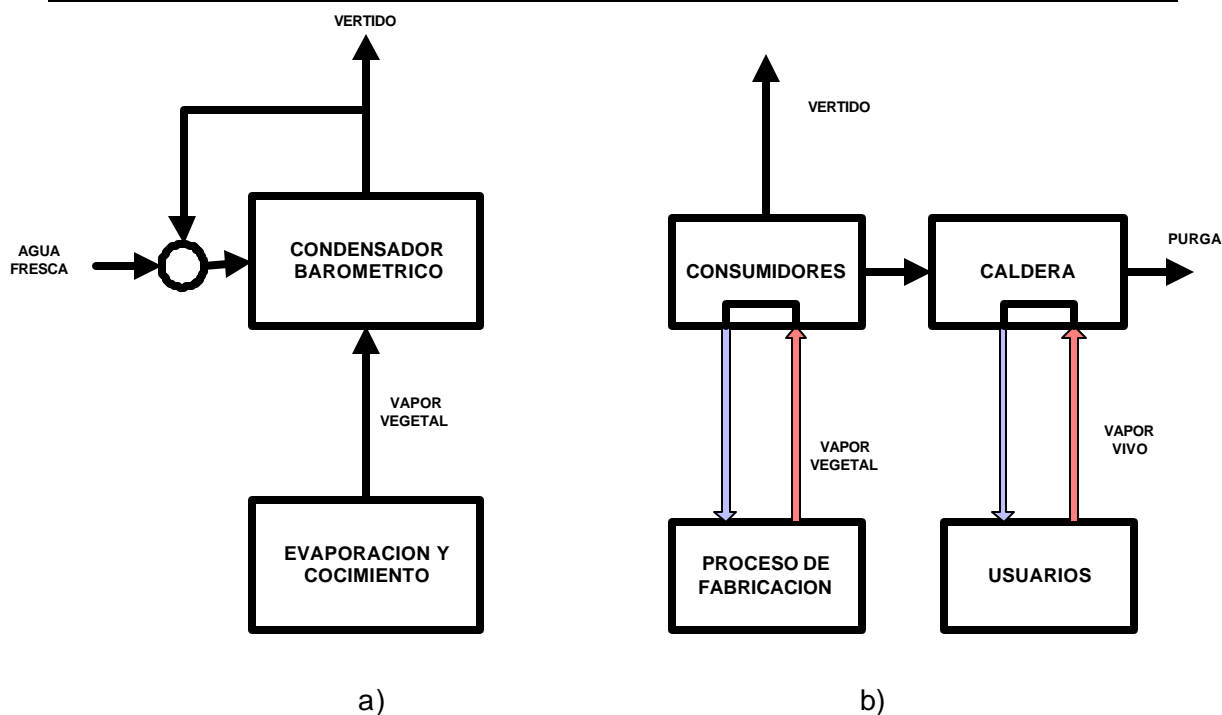 VERTIDO
AGUA
FRESCA
CONDENSADOR
BAROMETRICO
VAPOR
VEGETAL
EVAPORACION Y
COCIMIENTO
a)
VERTIDO
CONSUMIDORES
CALDERA
PURGA
VAPOR
VEGETAL
VAPOR
VIVO
PROCESO DE
FABRICACION
USUARIOS
b)